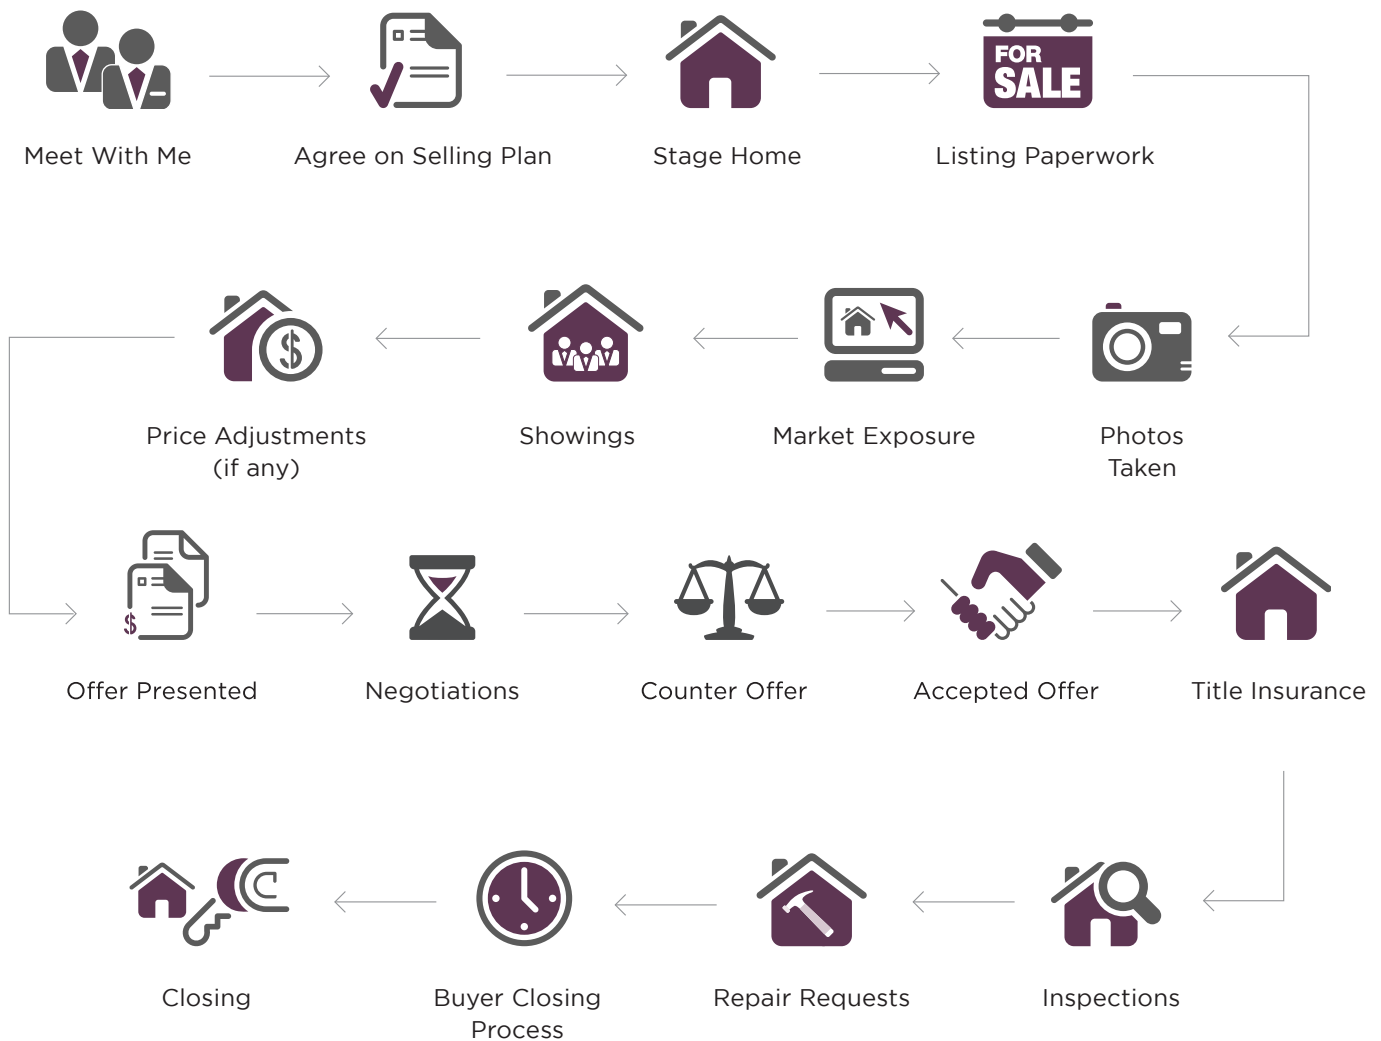 FOR
SALE
Meet With Me
Agree on Selling Plan
Stage Home
Listing Paperwork
$
Price Adjustments
(if any)
Showings
Market Exposure
Photos
Taken
$
Offer Presented
Negotiations
Counter Offer
Accepted Offer
Title Insurance
Closing
Buyer Closing
Process
Repair Requests
Inspections